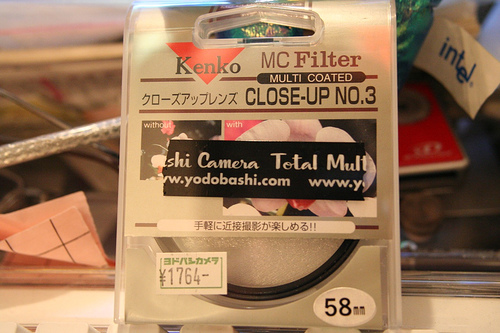 Kenko
MC Filter
MULTI COATED
クローズアップレンズ CLOSE-UP NO.3
without
with
shi Camera Total Mult
ww.yodobashi.com www.y
手軽に近接撮影が楽しめる!!
ヨドバシカメラ
¥1764-
58mm
intel